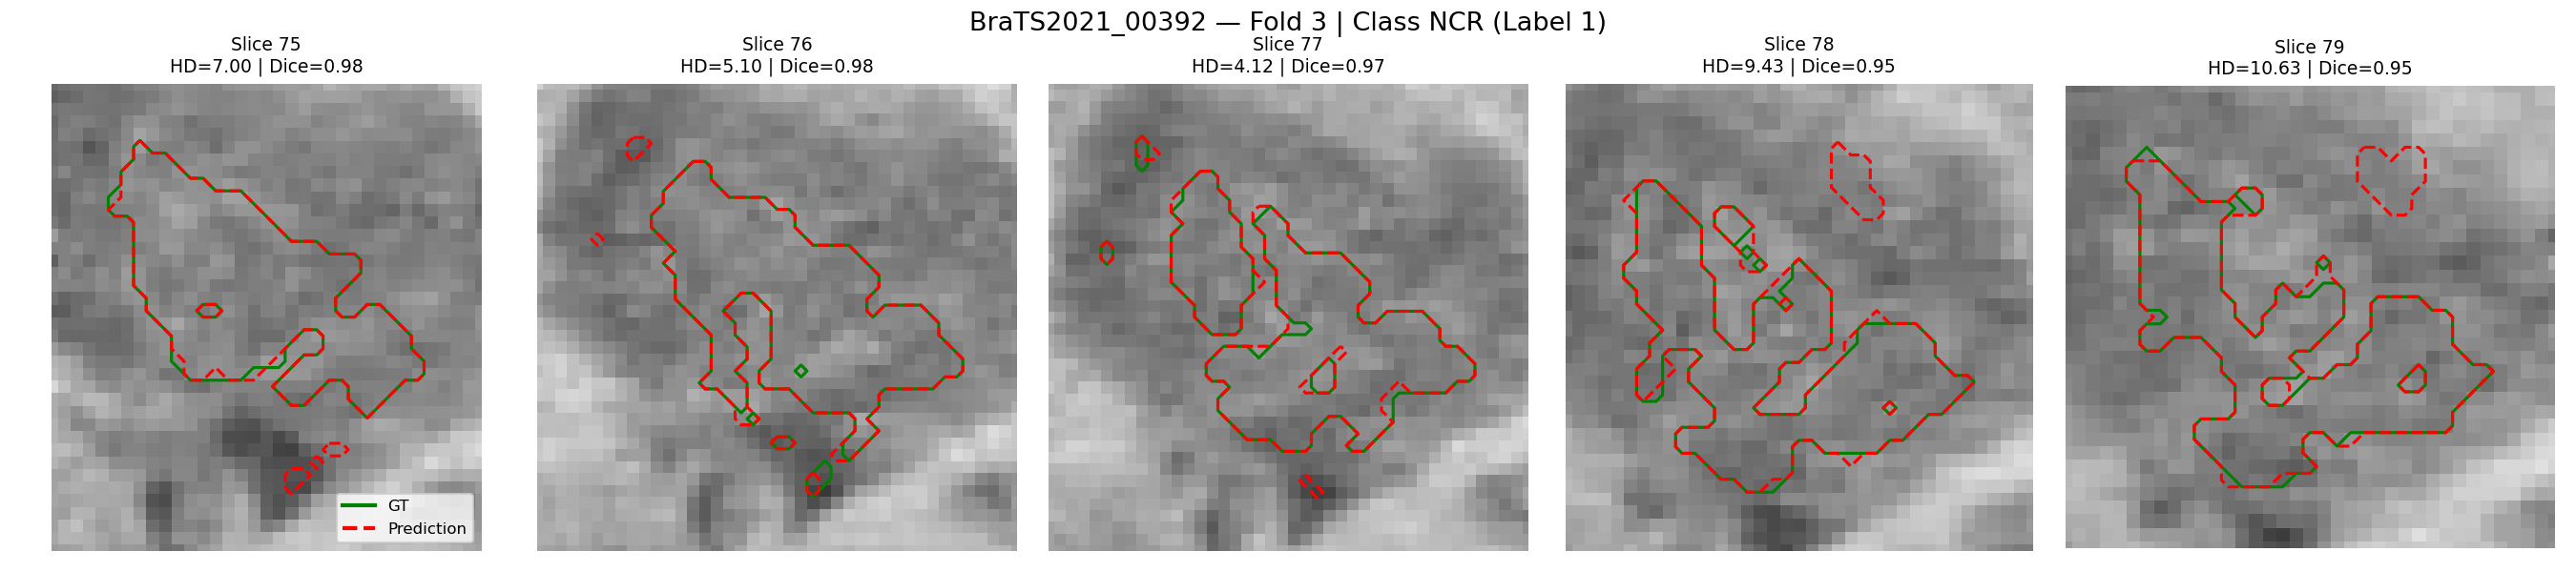 BraTS2021_00392 — Fold 3 | Class NCR (Label 1)
Slice 75
HD=7.00 | Dice=0.98
Slice 76
HD=5.10 | Dice=0.98
Slice 77
HD=4.12 | Dice=0.97
Slice 78
HD=9.43 | Dice=0.95
Slice 79
HD=10.63 | Dice=0.95
GT
Prediction